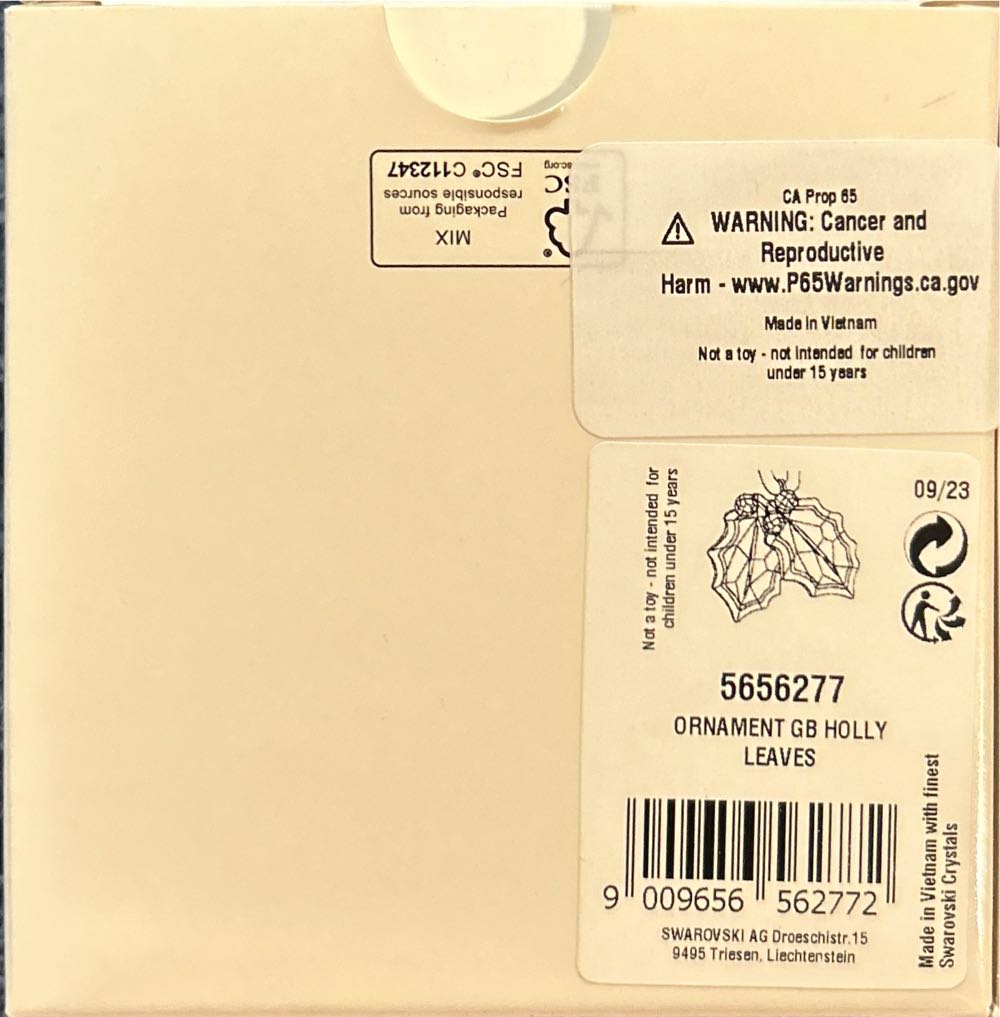 MIX
Packaging from
responsible sources
FSC® C112347
CA Prop 65
WARNING: Cancer and
Reproductive
Harm - www.P65Warnings.ca.gov
Made in Vietnam
Not a toy - not intended for children
under 15 years
Not a toy - not intended for
children under 15 years
09/23
5656277
ORNAMENT GB HOLLY
LEAVES
9 009656 562772
SWAROVSKI AG Droeschistr.15
9495 Triesen, Liechtenstein
Made in Vietnam with finest
Swarovski Crystals